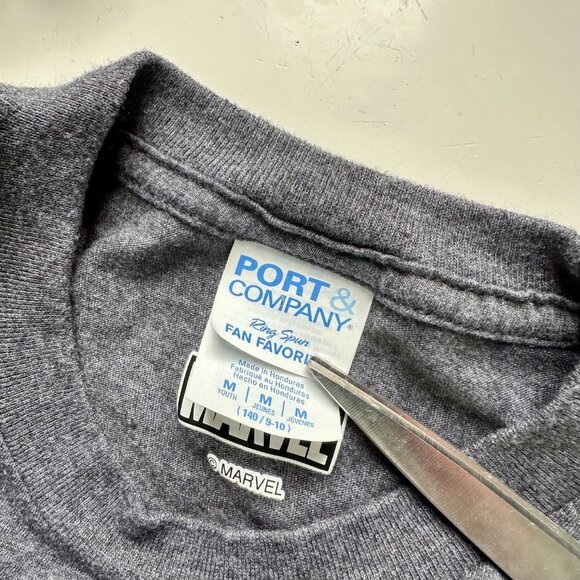 PORT &
COMPANY®
Ring Spun
FAN FAVORI
Made in Honduras
Fabriqué au Honduras
Hecho en Honduras
M M M
YOUTH JEUNES JÓVENES
(140/9-10)
MARVEL
© MARVEL